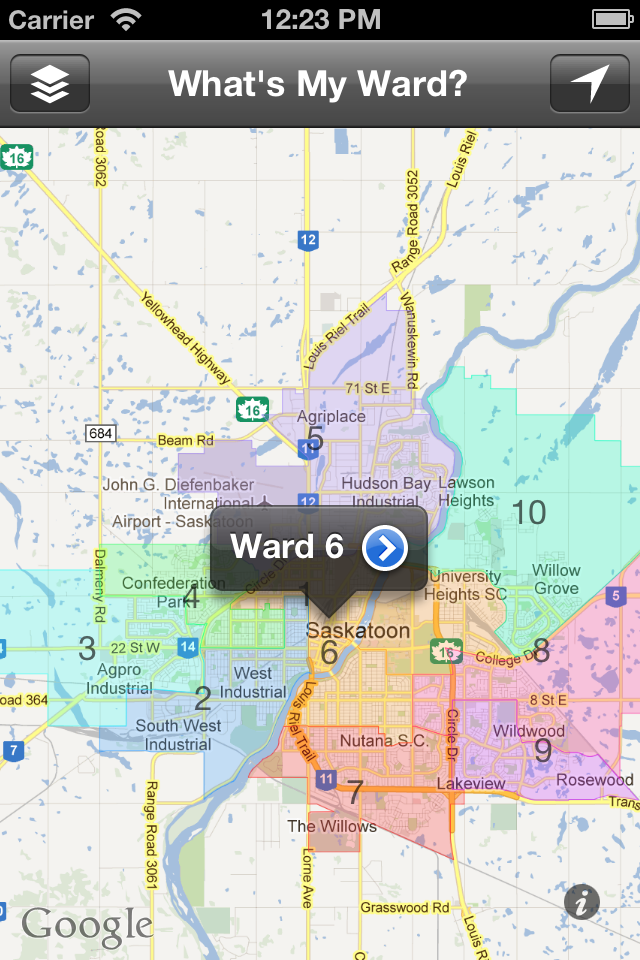 Carrier
12:23 PM
What's My Ward?
16
Road 3062
Louis Riel
Range Road 3052
12
Yellowhead Highway
Louis Riel Trail
Wanuskewin Rd
71 St E
16
Agriplace
684
Beam Rd
5
11
John G. Diefenbaker
International
Airport - Saskatoon
Hudson Bay
Industrial
Lawson
Heights
12
10
Ward 6
Dalmeny Rd
Confederation
Park
4
Circle Dr
1
University
Heights SC
Willow
Grove
5
3
22 St W
14
Saskatoon
6
16
College Dr
8
Agpro
Industrial
West
Industrial
2
oad 364
8 St E
South West
Industrial
7
Louis
Riel Trail
Nutana S.C.
Circle Dr
Wildwood
9
11
7
Lakeview
Rosewood
Trans
Range Road 3061
The Willows
Lorne Ave
Grasswood Rd
Louis R
Google
i